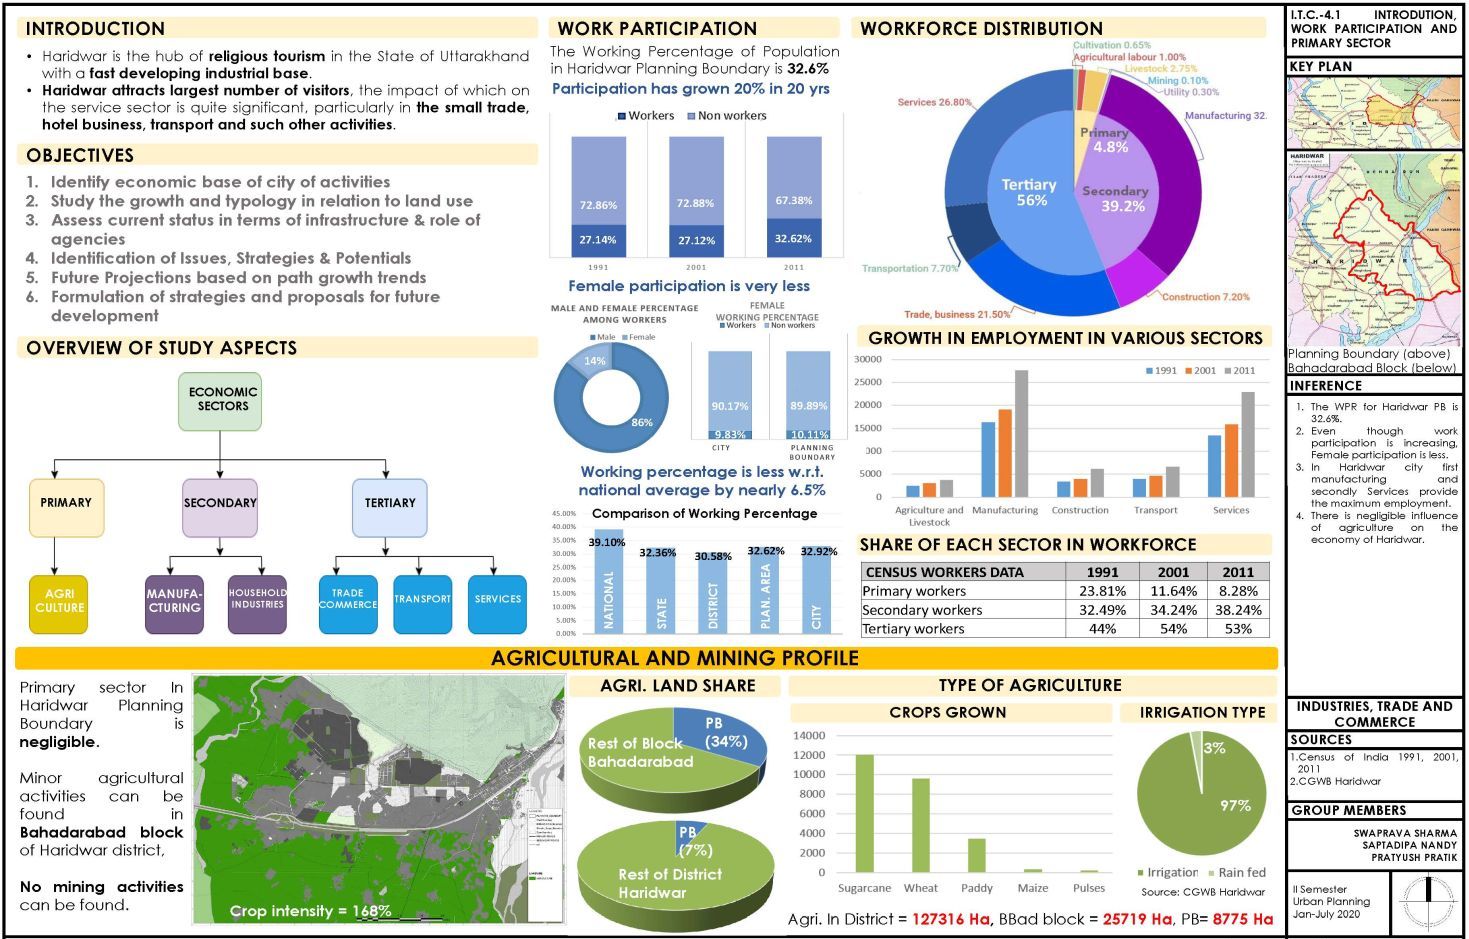 INTRODUCTION
• Haridwar is the hub of religious tourism in the State of Uttarakhand
with a fast developing industrial base.
• Haridwar attracts largest number of visitors, the impact of which on
the service sector is quite significant, particularly in the small trade,
hotel business, transport and such other activities.
OBJECTIVES
1. Identify economic base of city of activities
2. Study the growth and typology in relation to land use
3. Assess current status in terms of infrastructure & role of
agencies
4. Identification of Issues, Strategies & Potentials
5. Future Projections based on path growth trends
6. Formulation of strategies and proposals for future
development
OVERVIEW OF STUDY ASPECTS
ECONOMIC
SECTORS
PRIMARY
SECONDARY
TERTIARY
AGRI
CULTURE
MANUFA-
CTURING
HOUSEHOLD
INDUSTRIES
TRADE
COMMERCE
TRANSPORT
SERVICES
WORK PARTICIPATION
The Working Percentage of Population
in Haridwar Planning Boundary is 32.6%
Participation has grown 20% in 20 yrs
Workers Non workers
72.86% 72.88% 67.38%
27.14% 27.12% 32.62%
1991 2001 2011
Female participation is very less
MALE AND FEMALE PERCENTAGE
AMONG WORKERS
Male Female
14%
86%
FEMALE
WORKING PERCENTAGE
Workers Non workers
90.17% 89.89%
9.83% 10.11%
CITY PLANNING
BOUNDARY
Working percentage is less w.r.t.
national average by nearly 6.5%
Comparison of Working Percentage
45.00%
40.00%
35.00%
30.00%
25.00%
20.00%
15.00%
10.00%
5.00%
0.00%
39.10% 32.36% 30.58% 32.62% 32.92%
NATIONAL
STATE
DISTRICT
PLAN. AREA
CITY
WORKFORCE DISTRIBUTION
Cultivation 0.65%
Agricultural labour 1.00%
Livestock 2.75%
Mining 0.10%
Utility 0.30%
Services 26.80%
Manufacturing 32.
Primary
4.8%
Tertiary
56%
Secondary
39.2%
Transportation 7.70%
Construction 7.20%
Trade, business 21.50%
GROWTH IN EMPLOYMENT IN VARIOUS SECTORS
1991 2001 2011
30000
25000
20000
15000
300
5000
0
Agriculture and
Livestock
Manufacturing
Construction
Transport
Services
SHARE OF EACH SECTOR IN WORKFORCE
CENSUS WORKERS DATA 1991 2001 2011
Primary workers 23.81% 11.64% 8.28%
Secondary workers 32.49% 34.24% 38.24%
Tertiary workers 44% 54% 53%
AGRICULTURAL AND MINING PROFILE
Primary sector In
Haridwar Planning
Boundary is
negligible.
Minor agricultural
activities can be
found in
Bahadarabad block
of Haridwar district,
No mining activities
can be found.
Crop intensity = 168%
AGRI. LAND SHARE
PB
(34%)
Rest of Block
Bahadarabad
PB
(7%)
Rest of District
Haridwar
TYPE OF AGRICULTURE
CROPS GROWN
14000
12000
10000
8000
6000
4000
2000
0
Sugarcane Wheat Paddy Maize Pulses
IRRIGATION TYPE
3%
97%
Irrigation Rain fed
Source: CGWB Haridwar
Agri. In District = 127316 Ha, BBad block = 25719 Ha, PB= 8775 Ha
I.T.C.-4.1 INTRODUTION,
WORK PARTICIPATION AND
PRIMARY SECTOR
KEY PLAN
HARIDWAR
Planning Boundary (above)
Bahadarabad Block (below)
INFERENCE
1. The WPR for Haridwar PB is
32.6%.
2. Even though work
participation is increasing,
Female participation is less.
3. In Haridwar city first
manufacturing and
secondly Services provide
the maximum employment.
4. There is negligible influence
of agriculture on the
economy of Haridwar.
INDUSTRIES, TRADE AND
COMMERCE
SOURCES
1.Census of India 1991, 2001,
2011
2.CGWB Haridwar
GROUP MEMBERS
SWAPRAVA SHARMA
SAPTADIPA NANDY
PRATYUSH PRATIK
II Semester
Urban Planning
Jan-July 2020